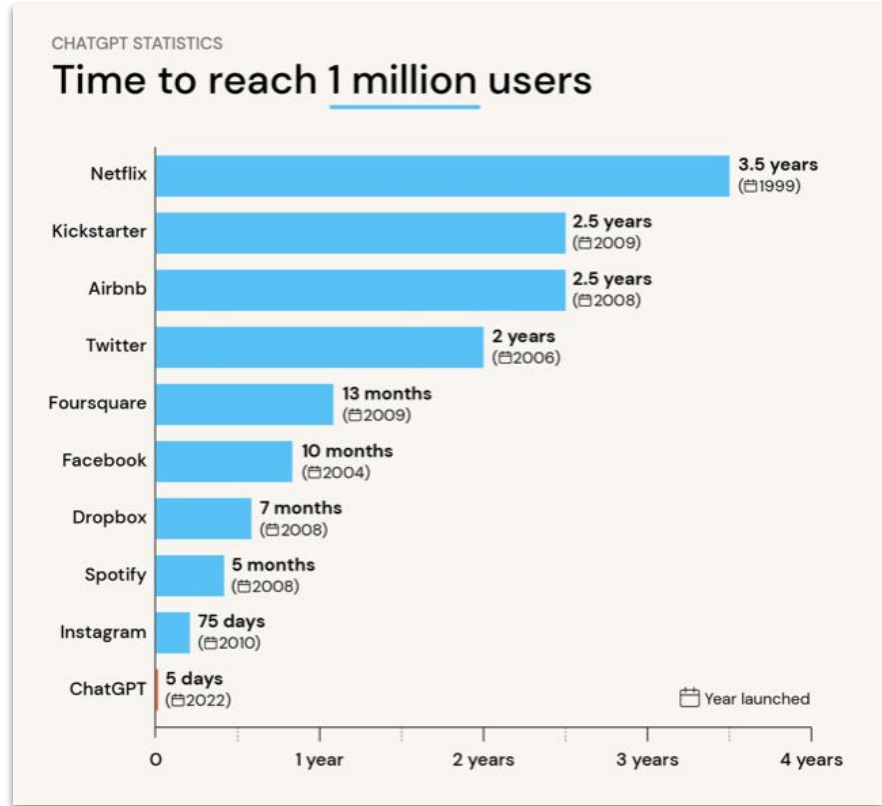 CHATGPT STATISTICS
Time to reach 1 million users
Netflix
3.5 years
(1999)
Kickstarter
2.5 years
(2009)
Airbnb
2.5 years
(2008)
Twitter
2 years
(2006)
Foursquare
13 months
(2009)
Facebook
10 months
(2004)
Dropbox
7 months
(2008)
Spotify
5 months
(2008)
Instagram
75 days
(2010)
ChatGPT
5 days
(2022)
Year launched
0
1 year
2 years
3 years
4 years